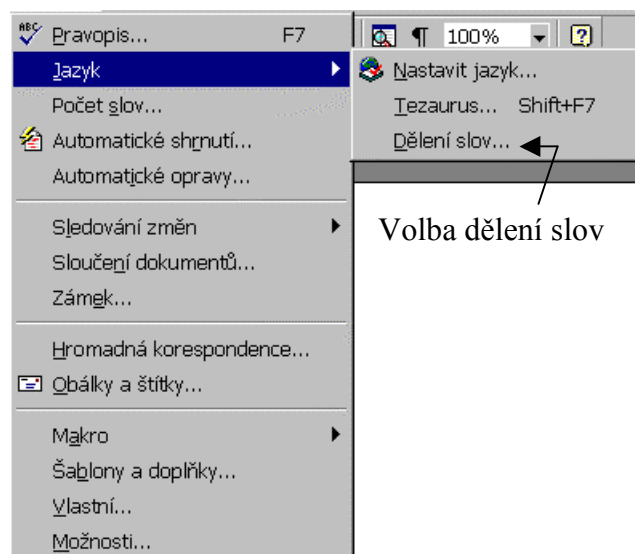 ABC Pravopis... F7
Jazyk
Počet slov...
Automatické shrnutí...
Automatické opravy...
Sledování změn
Sloučení dokumentů...
Zámek...
Hromadná korespondence...
Obálky a štítky...
Makro
Šablony a doplňky...
Vlastní...
Možnosti...
¶ 100% ?
Nastavit jazyk...
Tezaurus... Shift+F7
Dělení slov...
Volba dělení slov